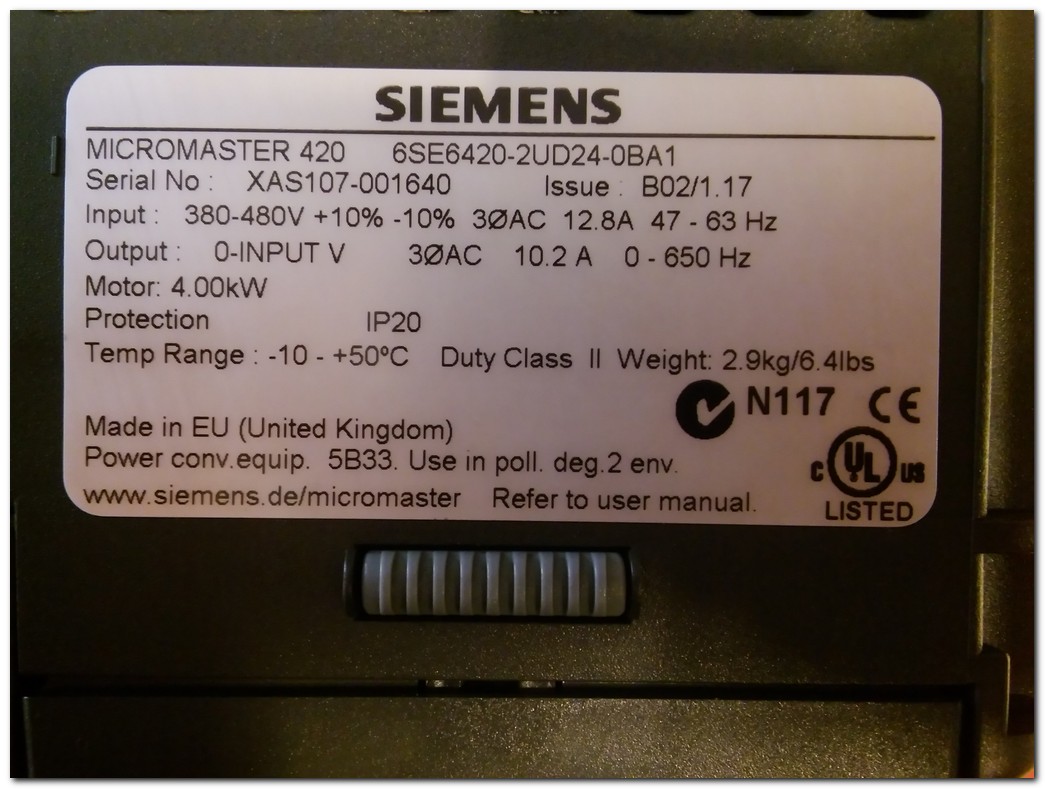 SIEMENS
MICROMASTER 420 6SE6420-2UD24-0BA1
Serial No : XAS107-001640 Issue : B02/1.17
Input : 380-480V +10% -10% 3ØAC 12.8A 47 - 63 Hz
Output : 0-INPUT V 3ØAC 10.2 A 0 - 650 Hz
Motor: 4.00kW
Protection IP20
Temp Range : -10 - +50ºC Duty Class II Weight: 2.9kg/6.4lbs
N117 CE
Made in EU (United Kingdom)
Power conv.equip. 5B33. Use in poll. deg.2 env.
C UL US
www.siemens.de/micromaster Refer to user manual.
LISTED